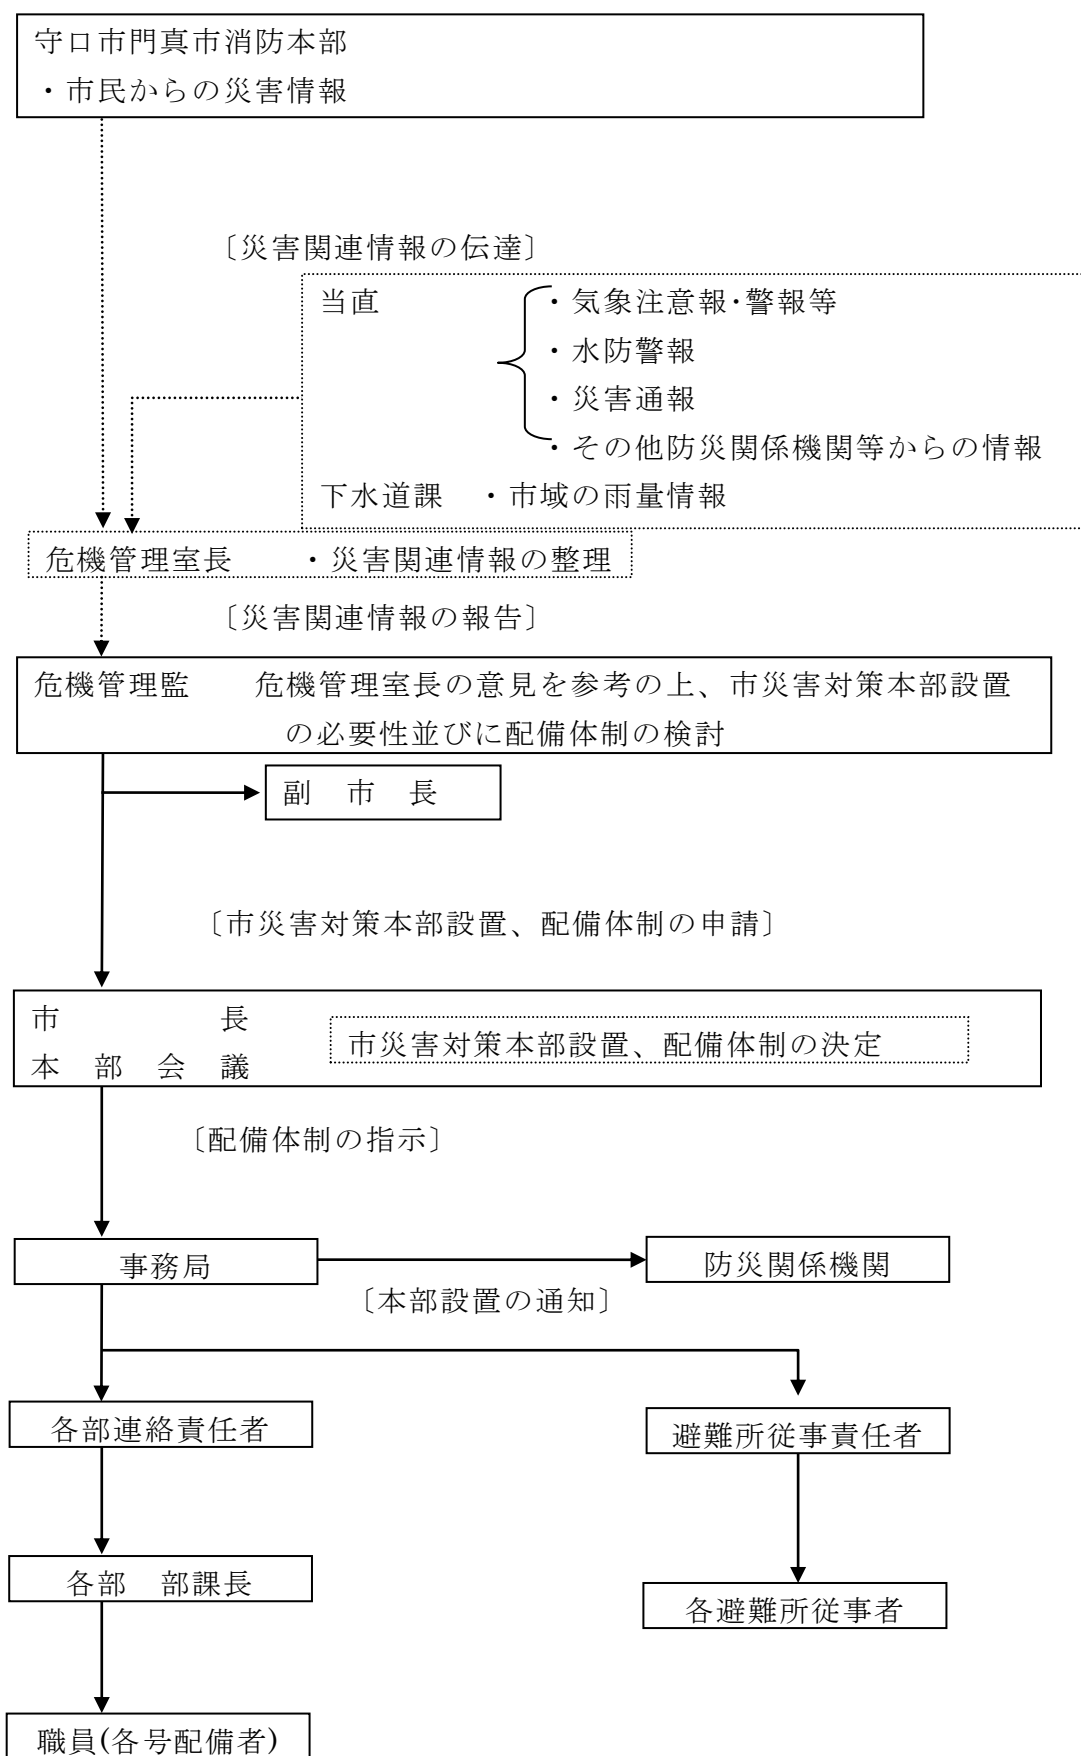 守口市門真市消防本部
・市民からの災害情報
〔災害関連情報の伝達〕
当直 ・気象注意報・警報等
・水防警報
・災害通報
・その他防災関係機関等からの情報
下水道課 ・市域の雨量情報
危機管理室長 ・災害関連情報の整理
〔災害関連情報の報告〕
危機管理監 危機管理室長の意見を参考の上、市災害対策本部設置
の必要性並びに配備体制の検討
副 市 長
〔市災害対策本部設置、配備体制の申請〕
市 長
本 部 会 議
市災害対策本部設置、配備体制の決定
〔配備体制の指示〕
事務局
防災関係機関
〔本部設置の通知〕
各部連絡責任者
避難所従事責任者
各部 部課長
各避難所従事者
職員(各号配備者)